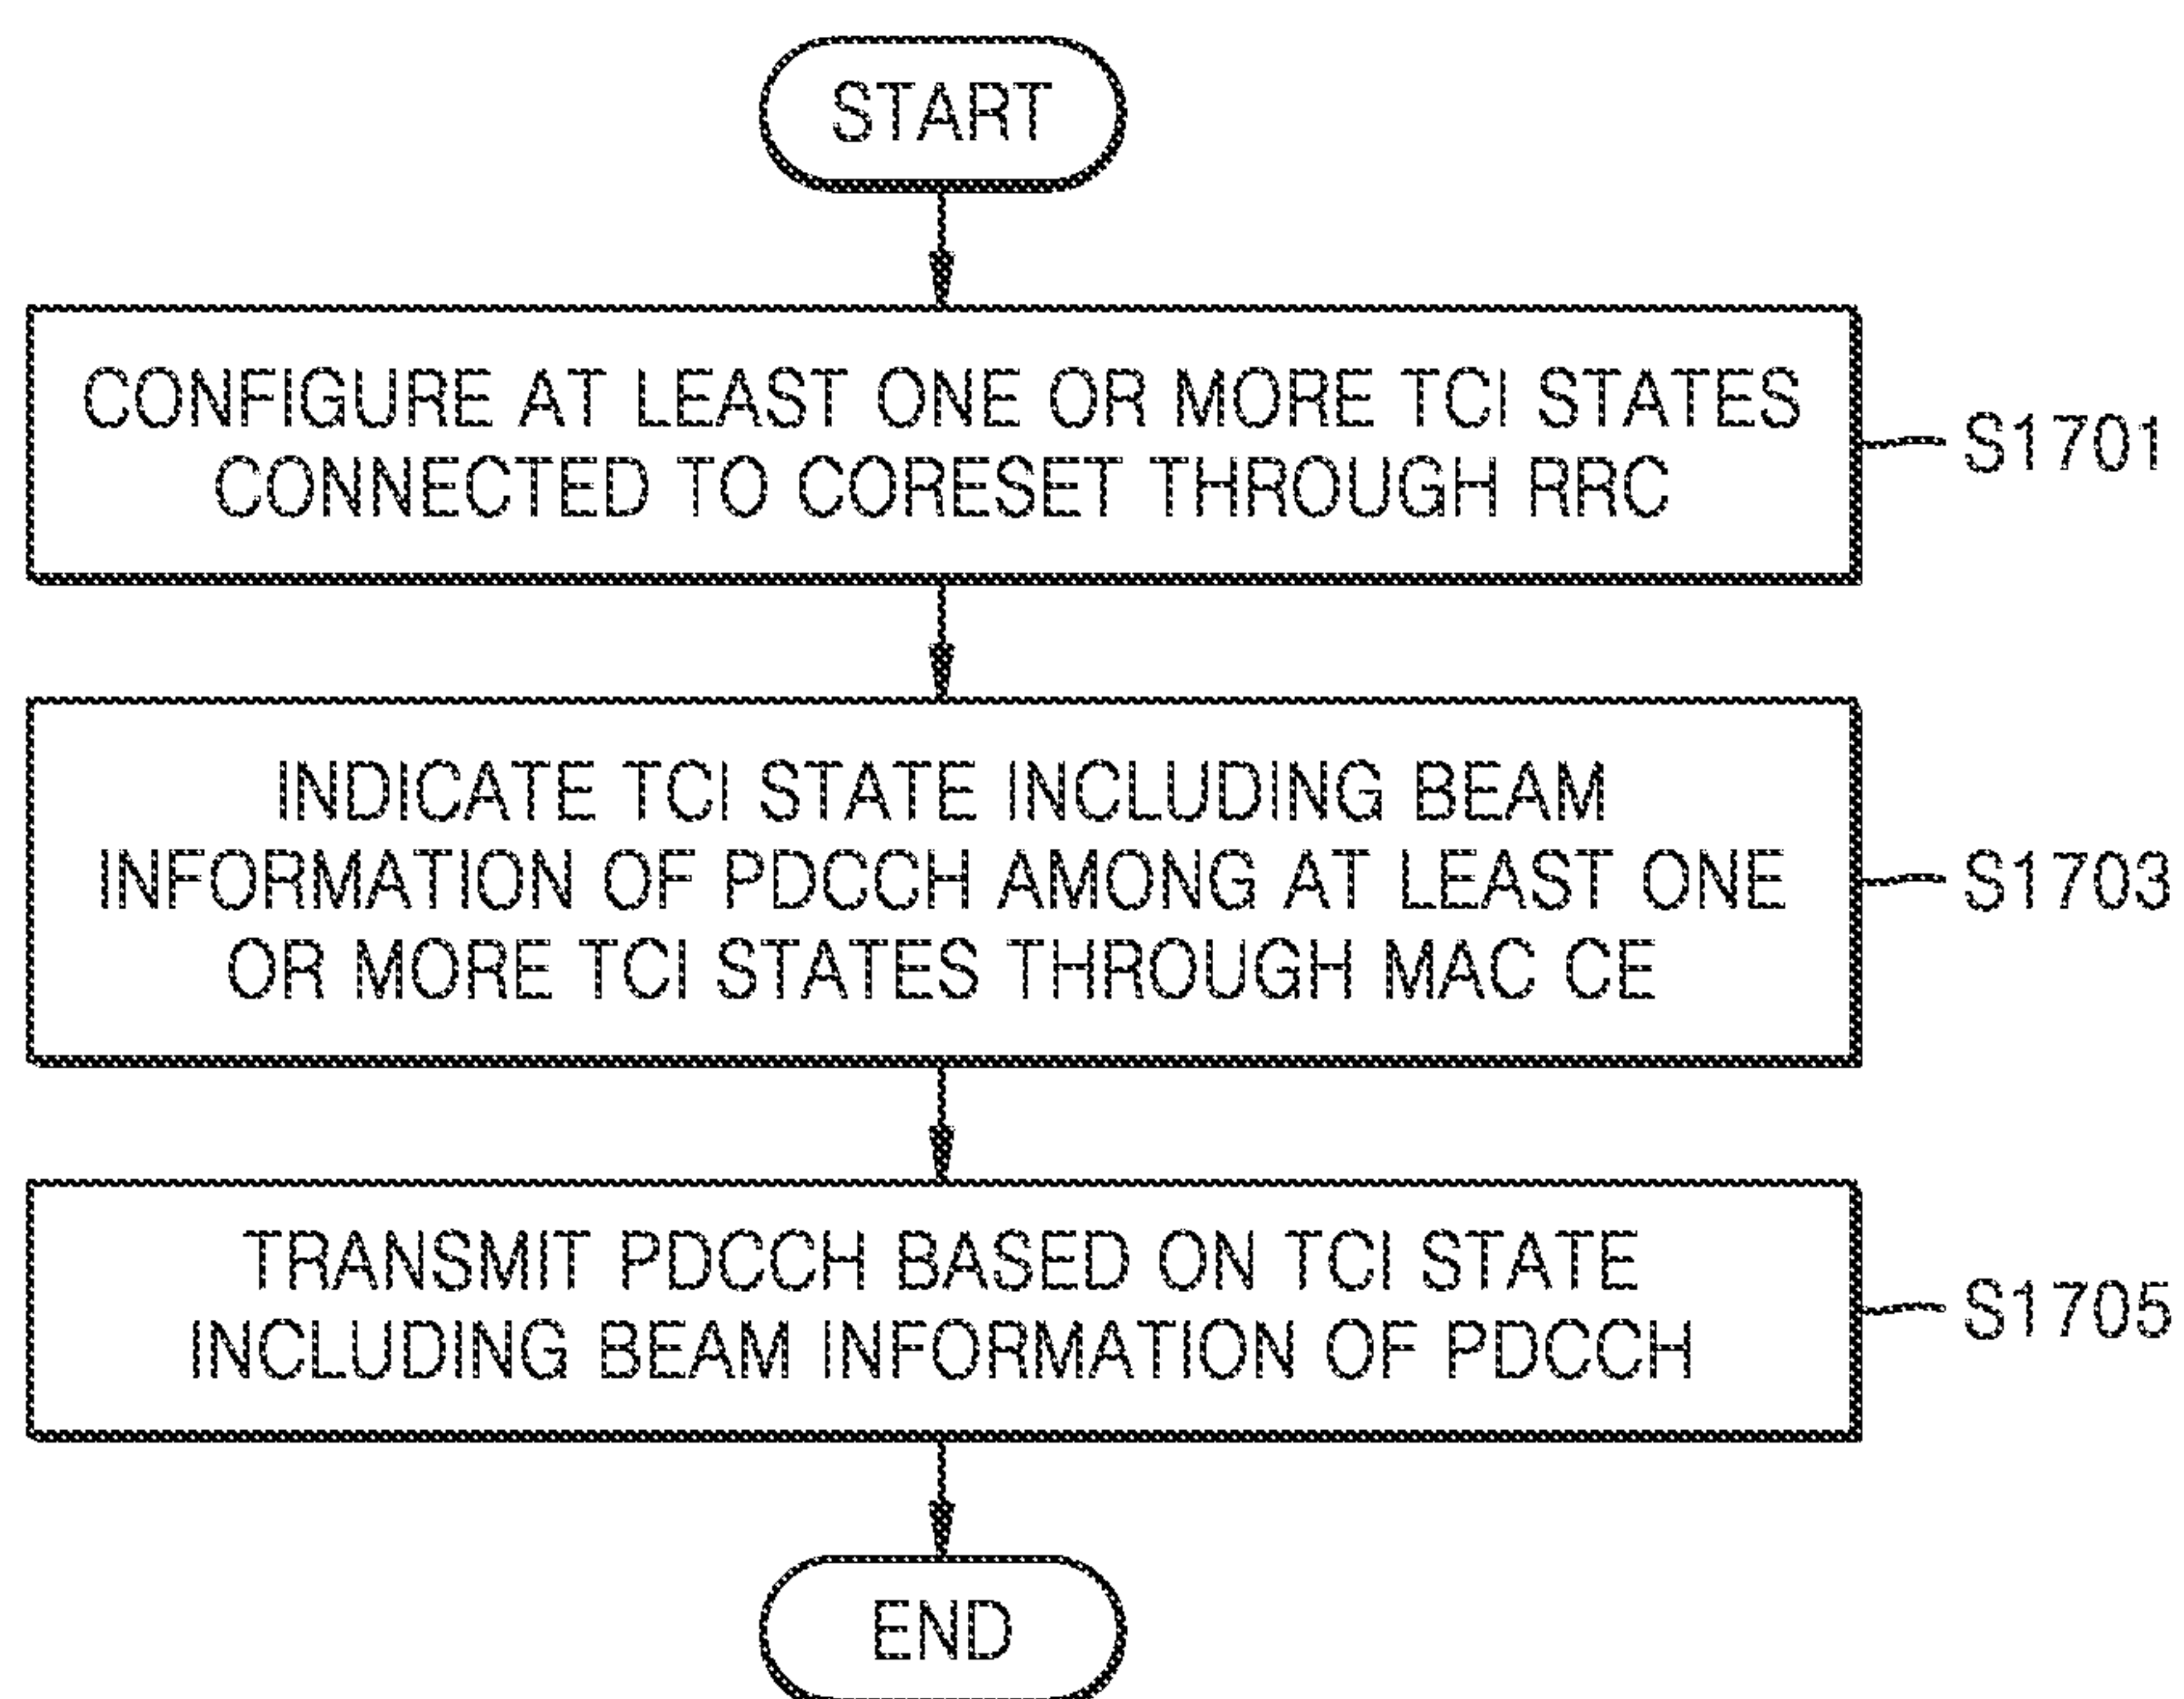 START
CONFIGURE AT LEAST ONE OR MORE TCI STATES
CONNECTED TO CORESET THROUGH RRC
S1701
INDICATE TCI STATE INCLUDING BEAM
INFORMATION OF PDCCH AMONG AT LEAST ONE
OR MORE TCI STATES THROUGH MAC CE
S1703
TRANSMIT PDCCH BASED ON TCI STATE
INCLUDING BEAM INFORMATION OF PDCCH
S1705
END